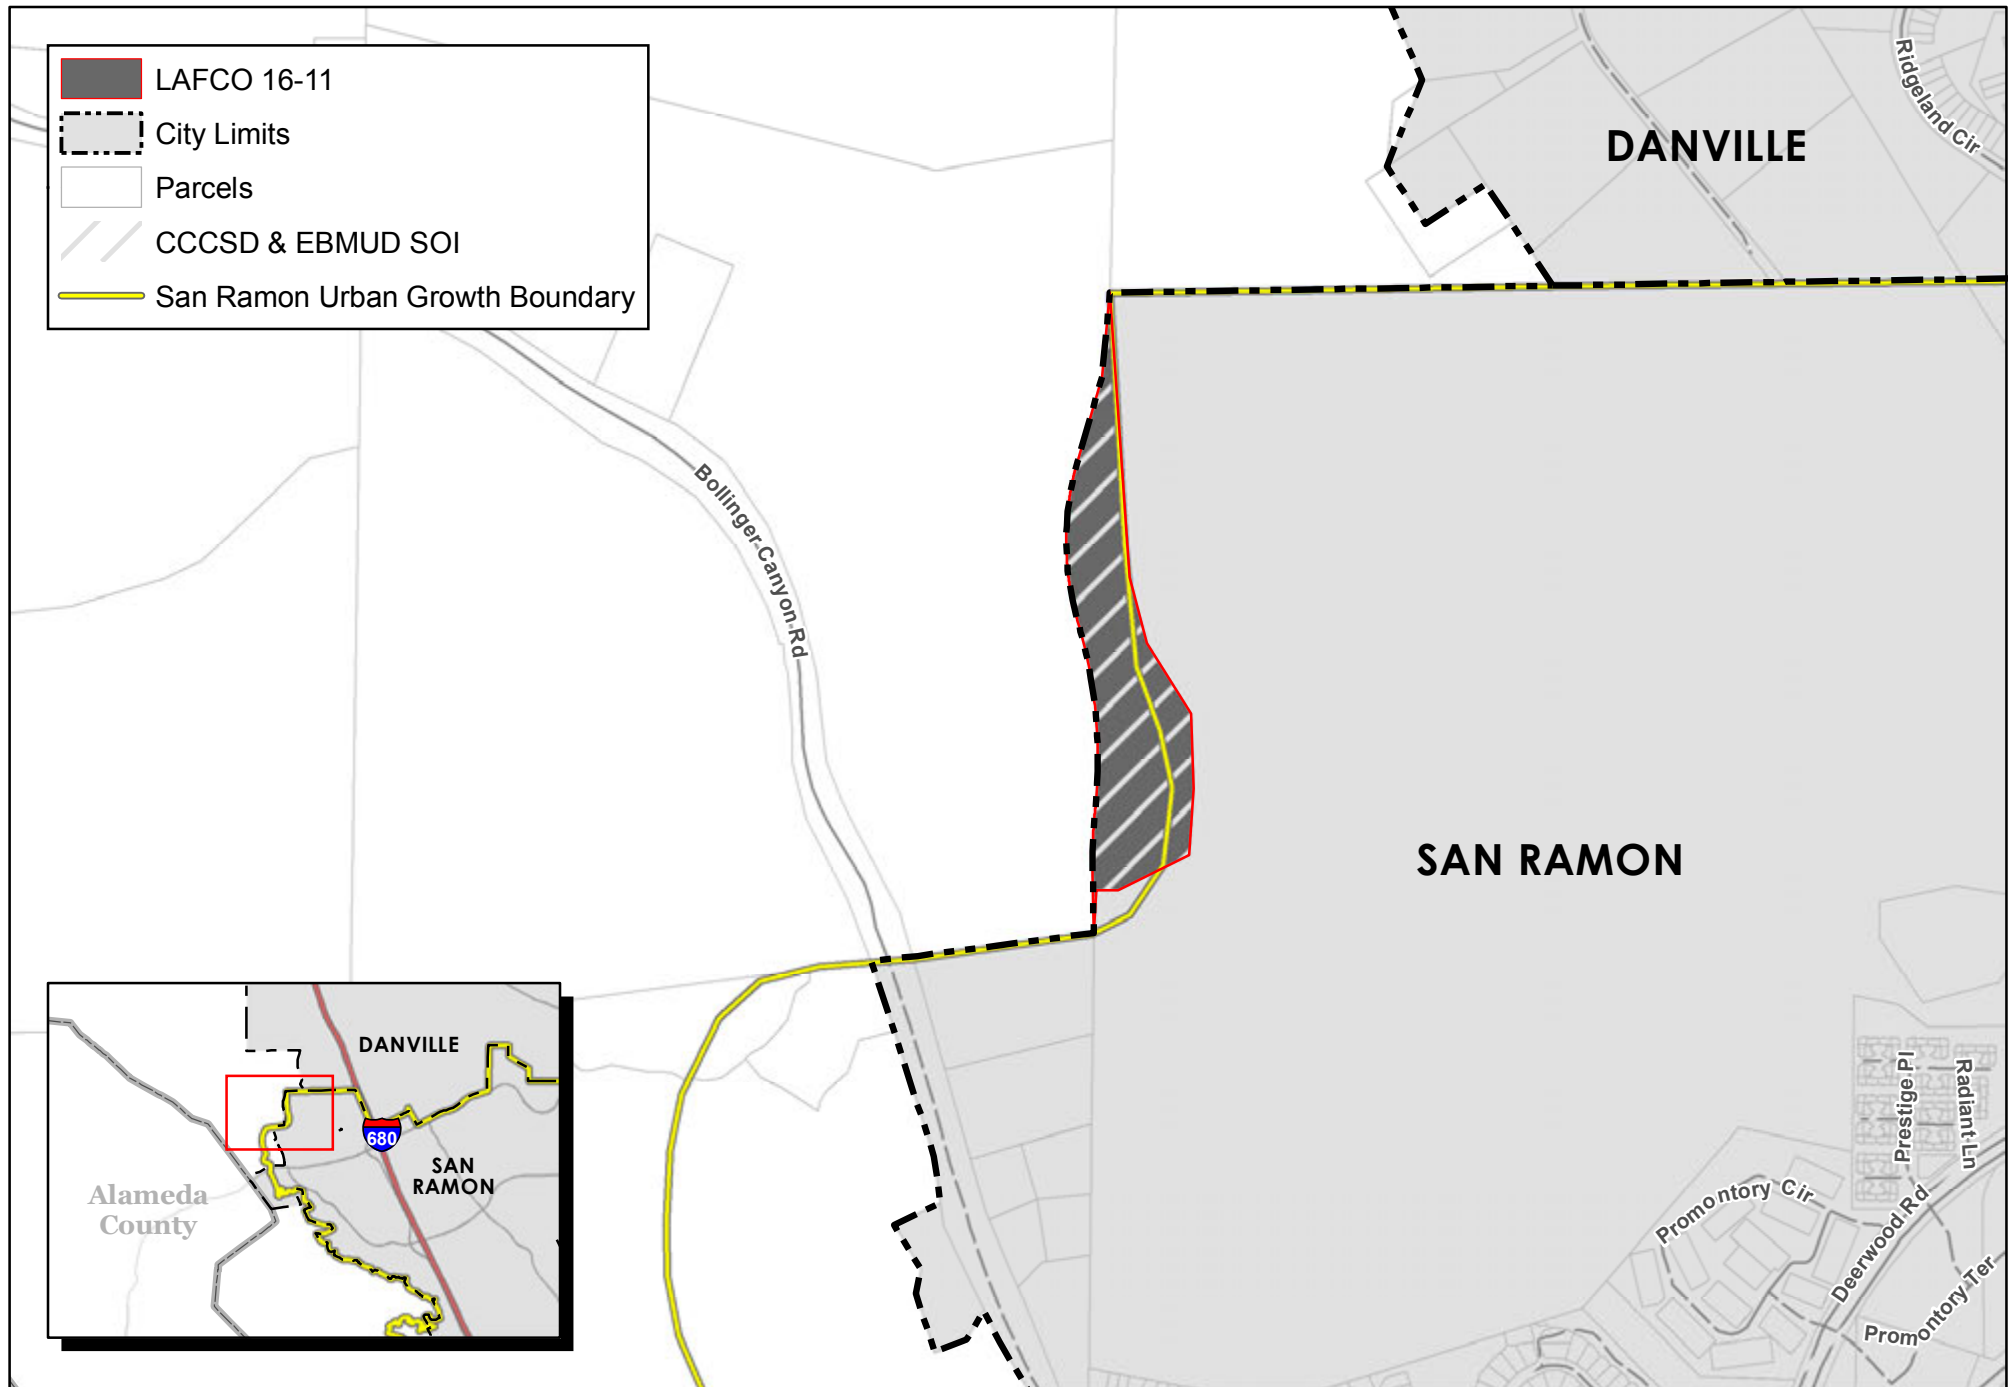 LAFCO 16-11
City Limits
Parcels
CCCSD & EBMUD SOI
San Ramon Urban Growth Boundary
DANVILLE
Ridgeland Cir
Bollinger Canyon Rd
SAN RAMON
Prestige Pl
Radiant Ln
Promontory Cir
Deerwood Rd
Promontory Ter
DANVILLE
680
SAN
RAMON
Alameda
County